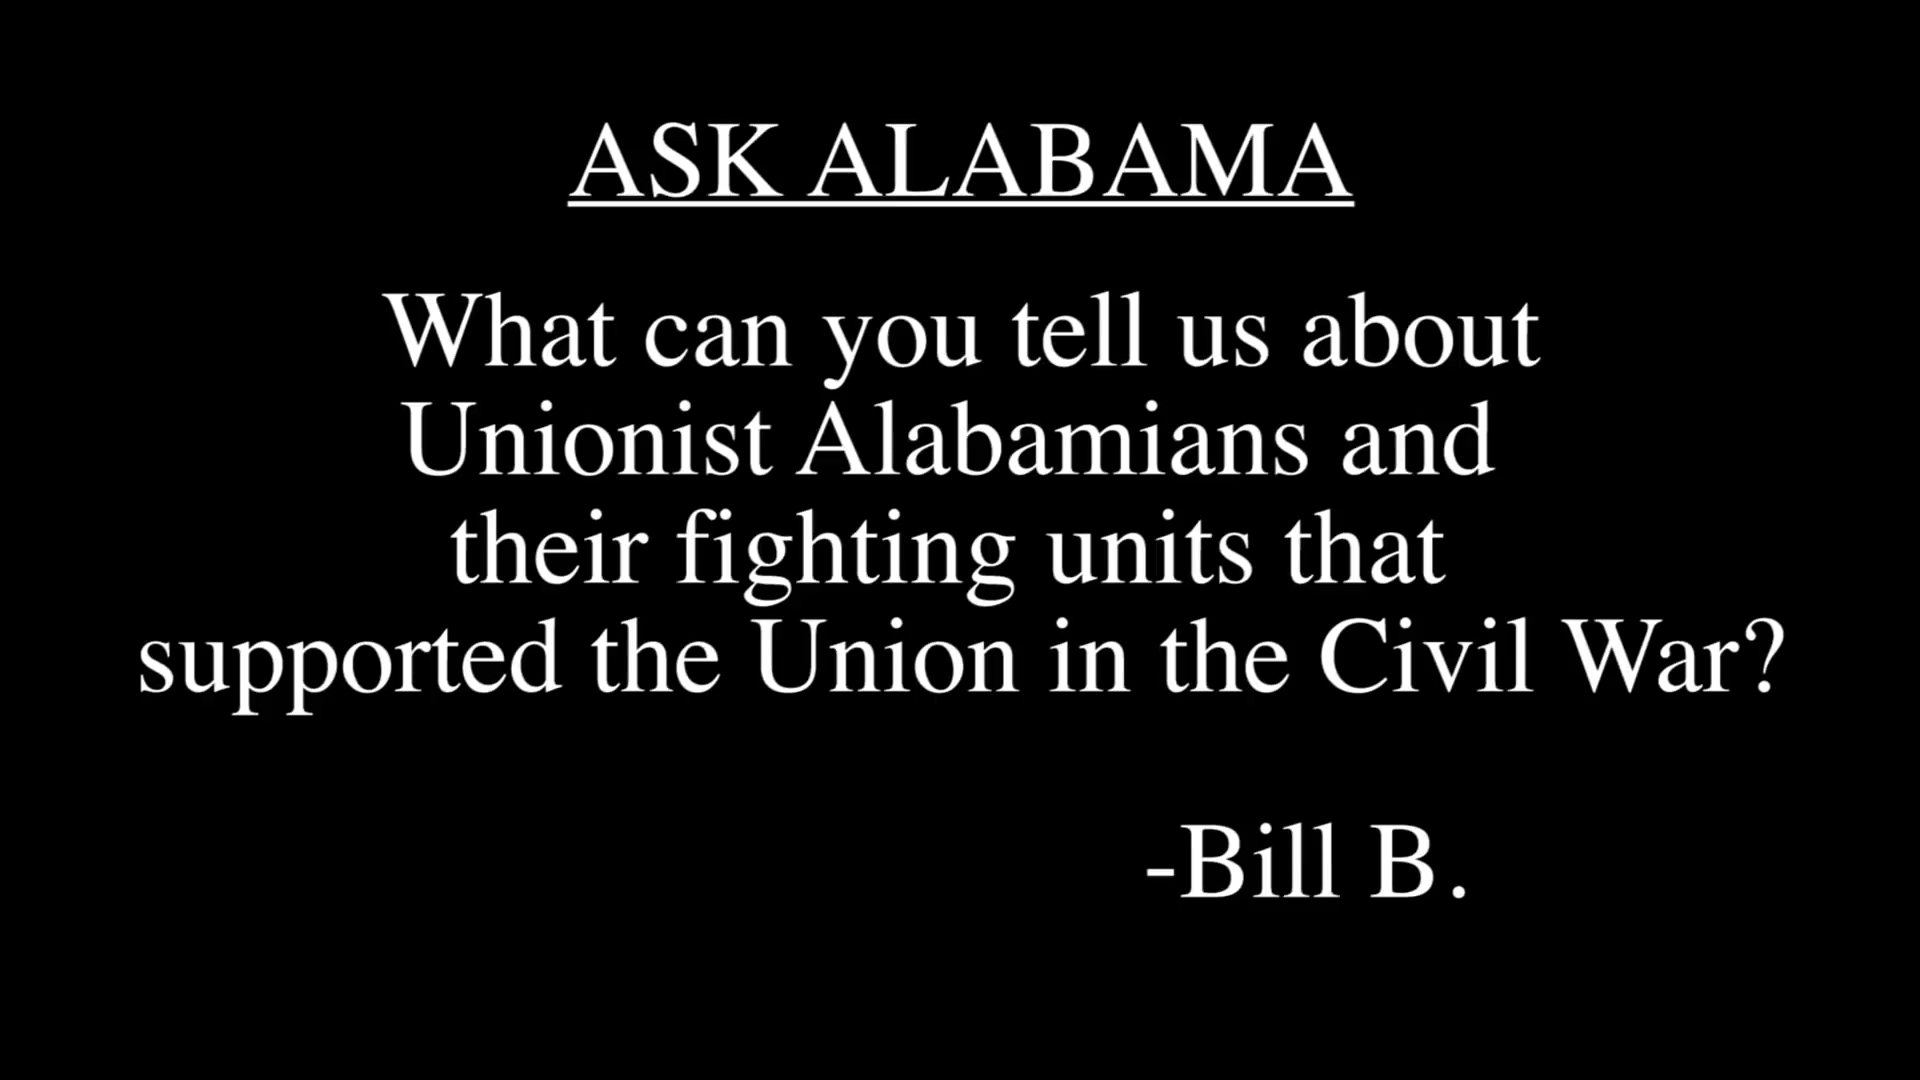 ASK ALABAMA
What can you tell us about
Unionist Alabamians and
their fighting units that
supported the Union in the Civil War?
-Bill B.